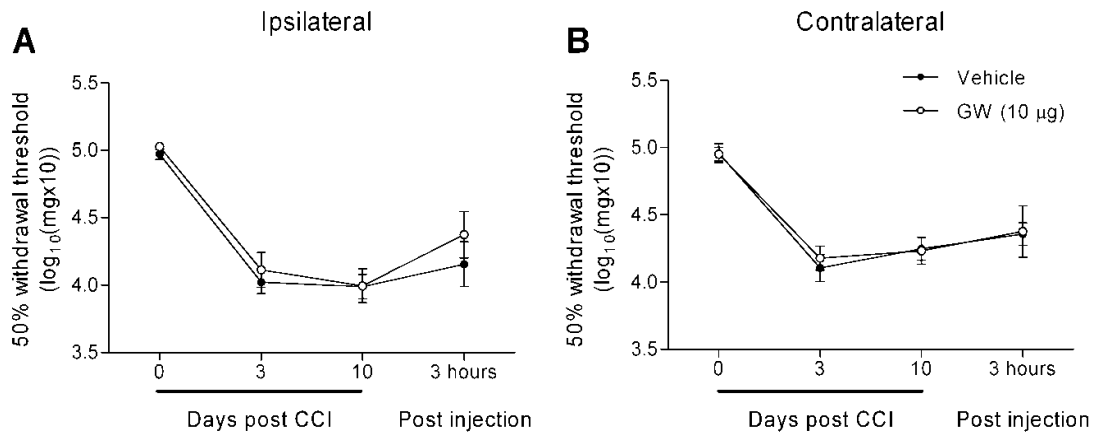 A
Ipsilateral
50% withdrawal threshold
(log10(mgx10))
5.5
5.0
4.5
4.0
3.5
0
3
10
3 hours
Days post CCI
Post injection
B
Contralateral
Vehicle
GW (10 µg)
50% withdrawal threshold
(log10(mgx10))
5.5
5.0
4.5
4.0
3.5
0
3
10
3 hours
Days post CCI
Post injection